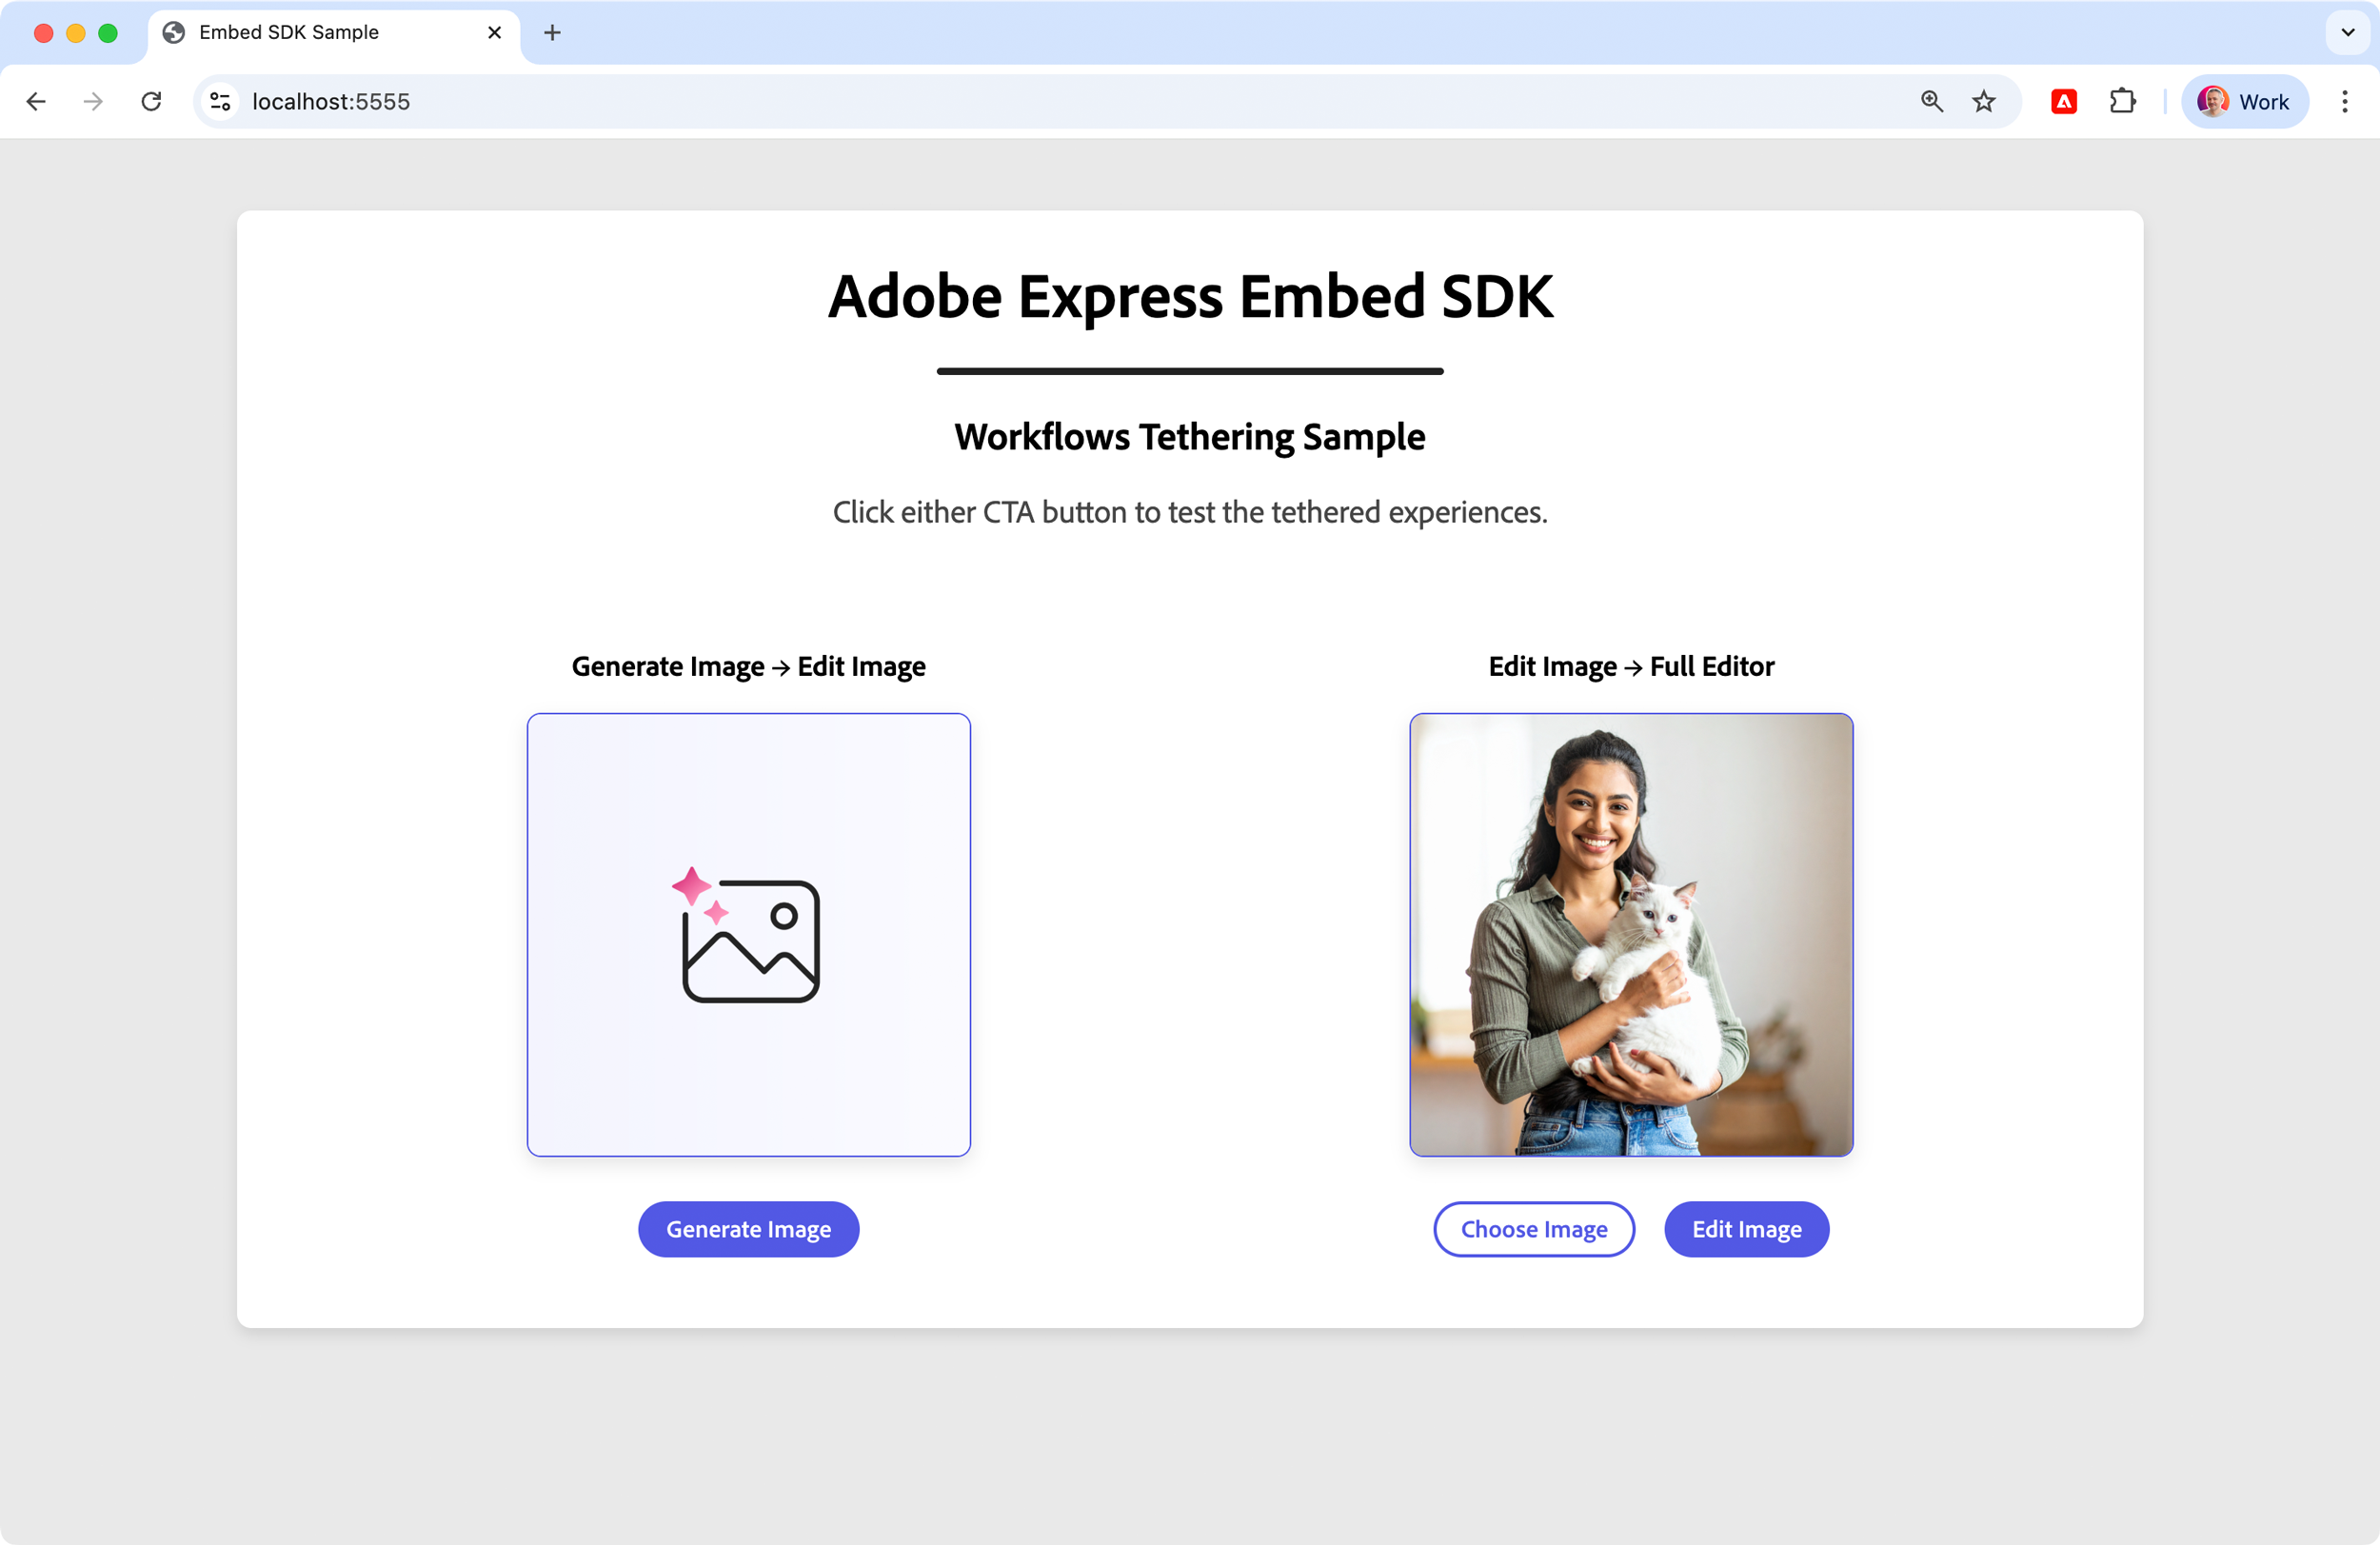 Embed SDK Sample
localhost:5555
Work
Adobe Express Embed SDK
Workflows Tethering Sample
Click either CTA button to test the tethered experiences.
Generate Image → Edit Image
Edit Image → Full Editor
Generate Image
Choose Image
Edit Image